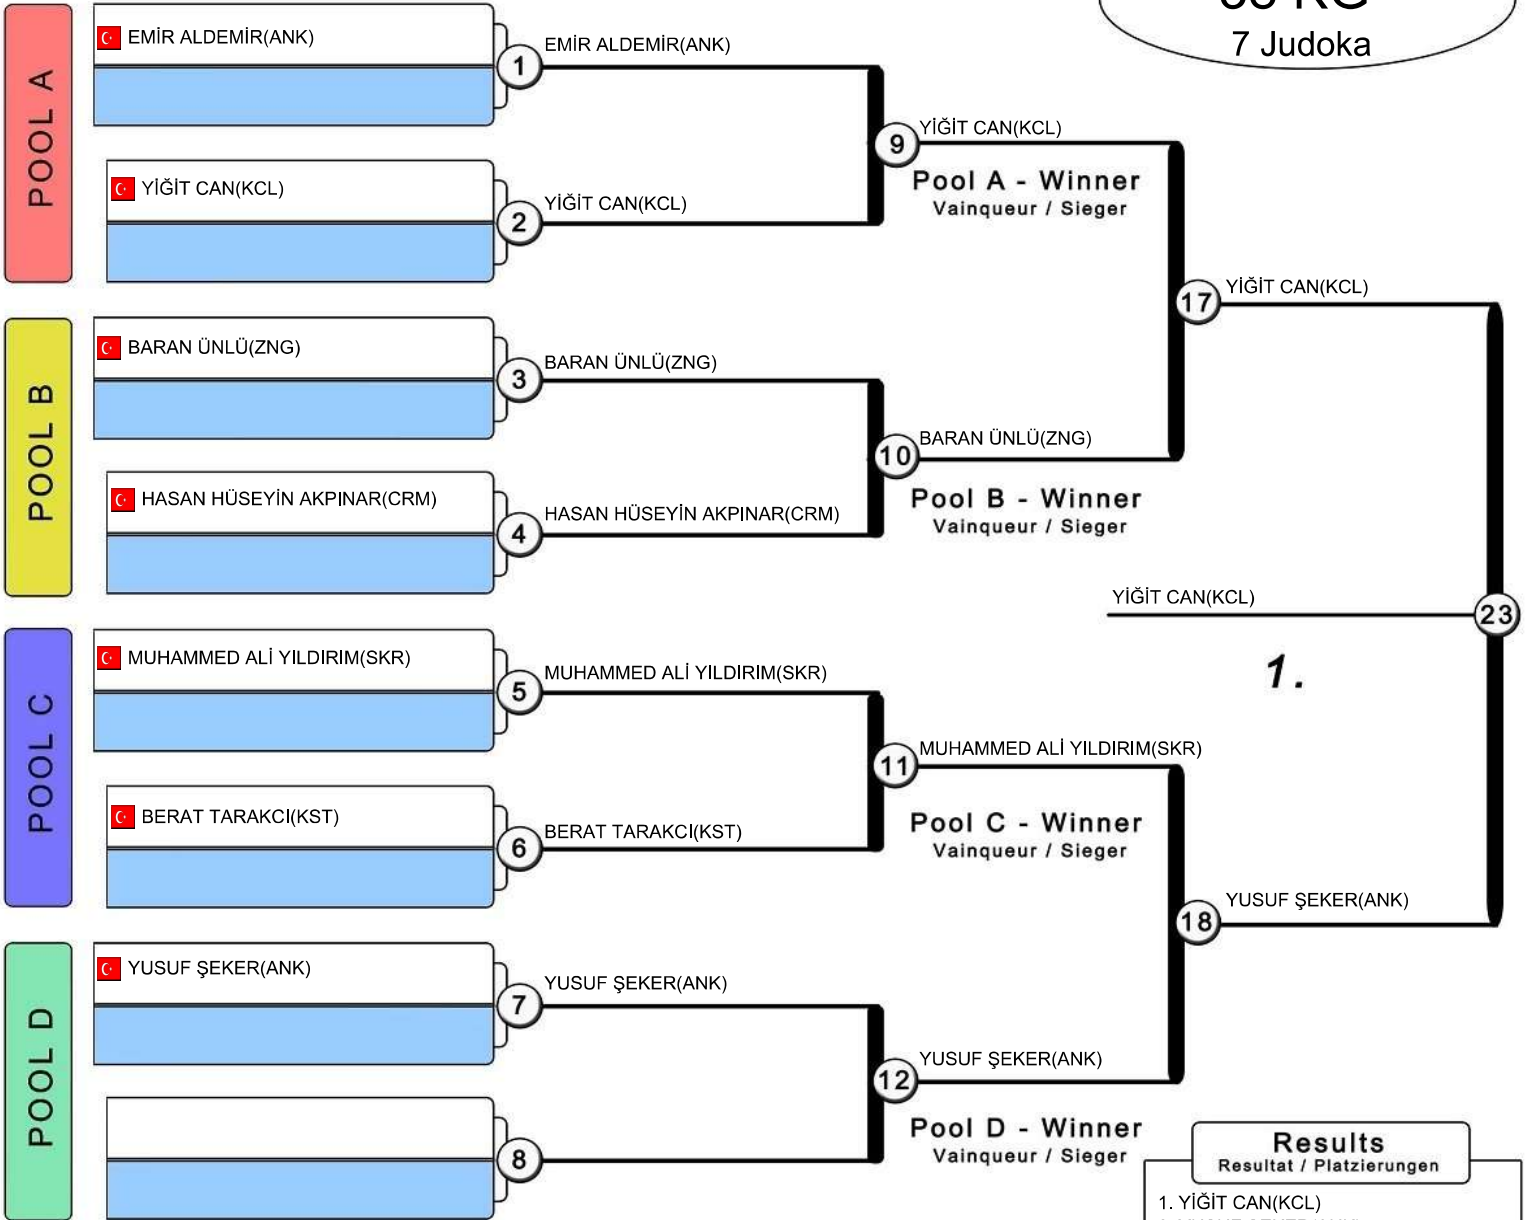 POOL A
EMİR ALDEMİR(ANK)
1
EMİR ALDEMİR(ANK)
YİĞİT CAN(KCL)
2
YİĞİT CAN(KCL)
9
YİĞİT CAN(KCL)
Pool A - Winner
Vainqueur / Sieger
POOL B
BARAN ÜNLÜ(ZNG)
3
BARAN ÜNLÜ(ZNG)
HASAN HÜSEYİN AKPINAR(CRM)
4
HASAN HÜSEYİN AKPINAR(CRM)
10
BARAN ÜNLÜ(ZNG)
Pool B - Winner
Vainqueur / Sieger
17
YİĞİT CAN(KCL)
POOL C
MUHAMMED ALİ YILDIRIM(SKR)
5
MUHAMMED ALİ YILDIRIM(SKR)
BERAT TARAKCI(KST)
6
BERAT TARAKCI(KST)
11
MUHAMMED ALİ YILDIRIM(SKR)
Pool C - Winner
Vainqueur / Sieger
POOL D
YUSUF ŞEKER(ANK)
7
YUSUF ŞEKER(ANK)
8
12
YUSUF ŞEKER(ANK)
Pool D - Winner
Vainqueur / Sieger
18
YUSUF ŞEKER(ANK)
YİĞİT CAN(KCL)
23
1.
KG
7 Judoka
Results
Resultat / Platzierungen
1. YİĞİT CAN(KCL)